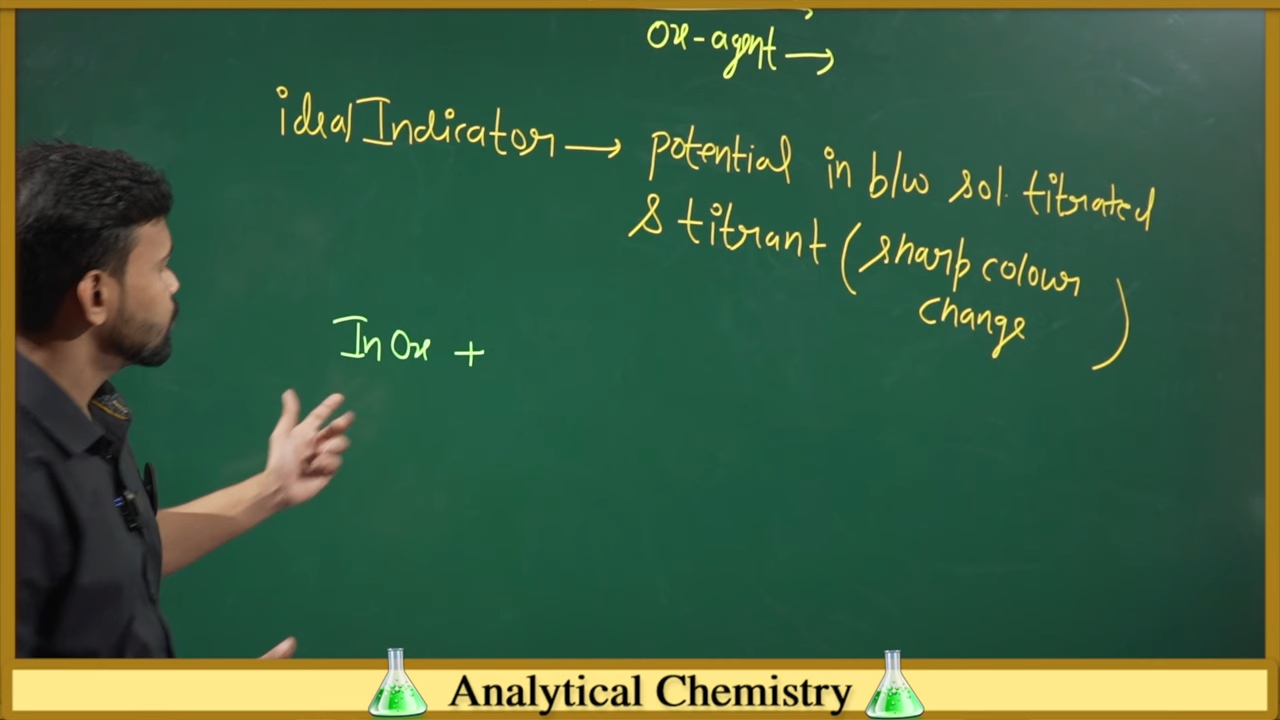 Ox-agent →
ideal Indicator → potential in b/w sol. titrated
& titrant (sharp colour
change)
In Ox +
Analytical Chemistry